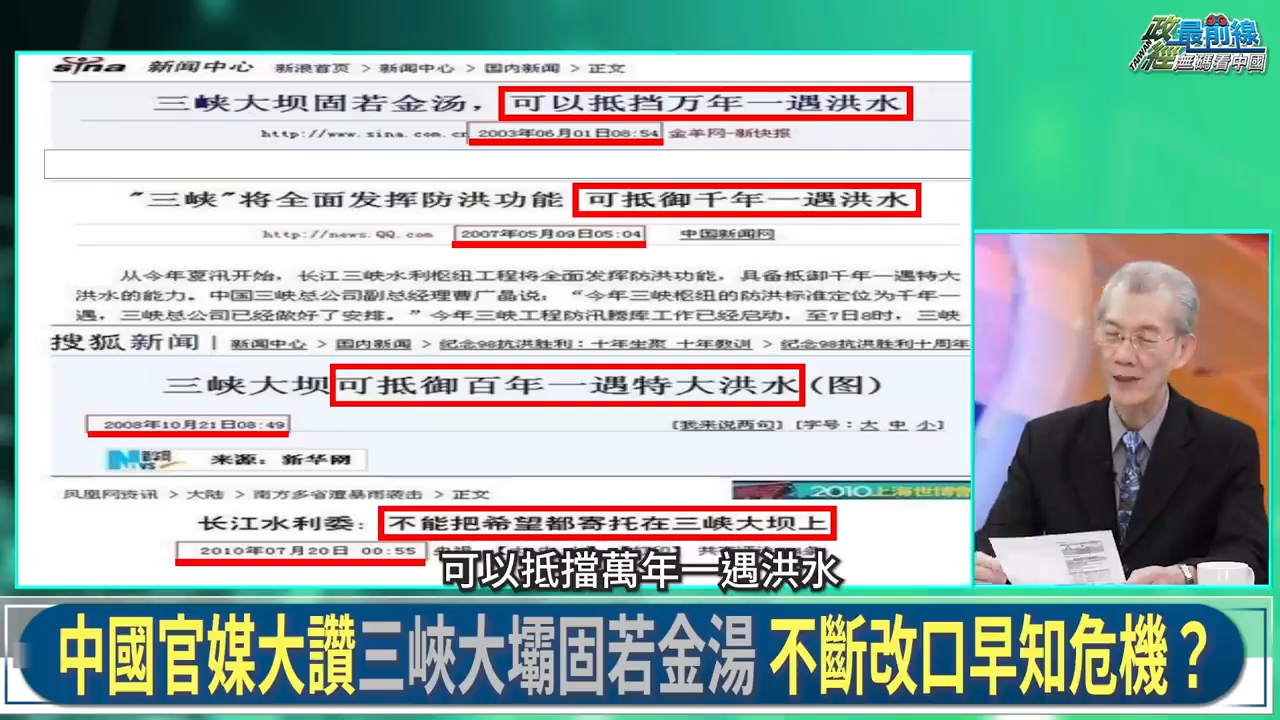 政經最前線
TAIWAN
無碼看中國
sina 新闻中心 新浪首页 > 新闻中心 > 国内新闻 > 正文
三峡大坝固若金汤，可以抵挡万年一遇洪水
http://www.sina.com.cn 2003年06月01日08:54 金羊网-新快报
"三峡"将全面发挥防洪功能 可抵御千年一遇洪水
http://news.QQ.com 2007年05月09日05:04 中国新闻网
从今年夏汛开始，长江三峡水利枢纽工程将全面发挥防洪功能，具备抵御千年一遇特大
洪水的能力。中国三峡总公司副总经理曹广晶说："今年三峡枢纽的防洪标准定位为千年一
遇，三峡总公司已经做好了安排。"今年三峡工程防汛腾库工作已经启动，至7日8时，三峡
搜狐新闻 | 新闻中心 > 国内新闻 > 纪念98抗洪胜利：十年生聚 十年教训 > 纪念98抗洪胜利十周年
三峡大坝可抵御百年一遇特大洪水(图)
2008年10月21日08:49 [我来说两句] [字号：大 中 小]
来源：新华网
凤凰网资讯 > 大陆 > 南方多省遭暴雨袭击 > 正文
2010上海世博會
长江水利委：不能把希望都寄托在三峡大坝上
2010年07月20日 00:55
可以抵擋萬年一遇洪水
中國官媒大讚三峽大壩固若金湯 不斷改口早知危機？